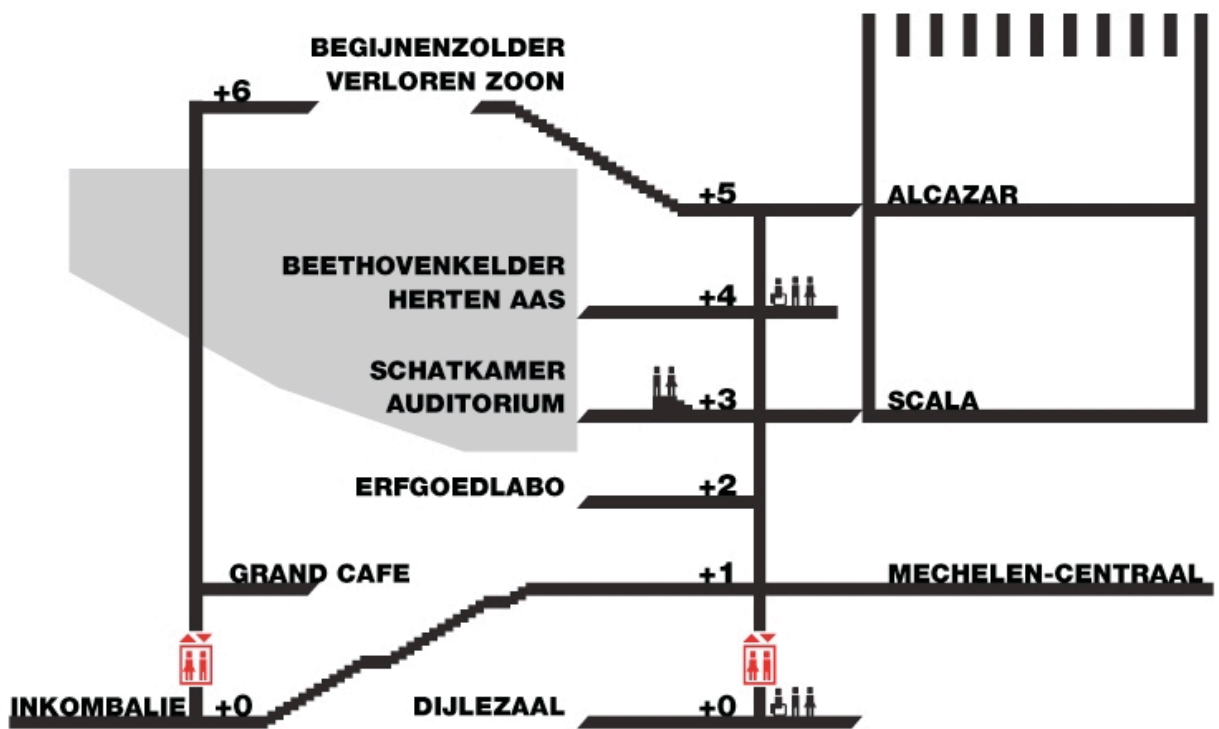 BEGIJNENZOLDER
VERLOREN ZOON
+6
+5
ALCAZAR
BEETHOVENKELDER
HERTEN AAS
+4
SCHATKAMER
AUDITORIUM
+3
SCALA
ERFGOEDLABO
+2
GRAND CAFE
+1
MECHELEN-CENTRAAL
INKOMBALIE
+0
DIJLEZAAL
+0